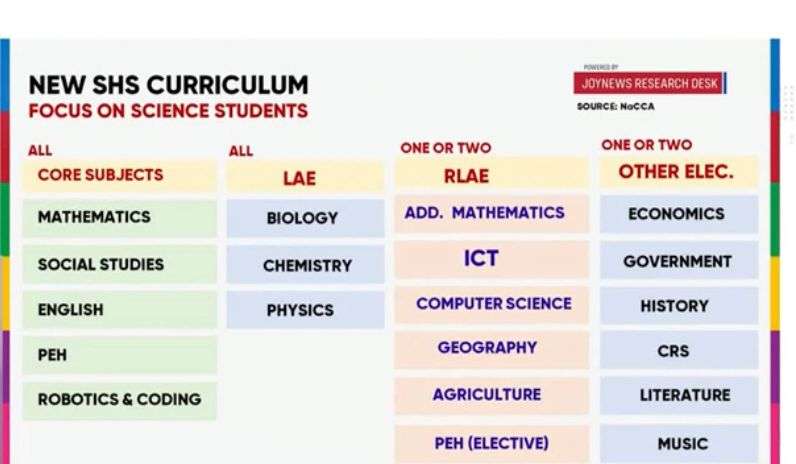 POWERED BY
JOYNEWS RESEARCH DESK
SOURCE: NaCCA
NEW SHS CURRICULUM
FOCUS ON SCIENCE STUDENTS
ALL
CORE SUBJECTS
MATHEMATICS
SOCIAL STUDIES
ENGLISH
PEH
ROBOTICS & CODING
ALL
LAE
BIOLOGY
CHEMISTRY
PHYSICS
ONE OR TWO
RLAE
ADD. MATHEMATICS
ICT
COMPUTER SCIENCE
GEOGRAPHY
AGRICULTURE
PEH (ELECTIVE)
ONE OR TWO
OTHER ELEC.
ECONOMICS
GOVERNMENT
HISTORY
CRS
LITERATURE
MUSIC